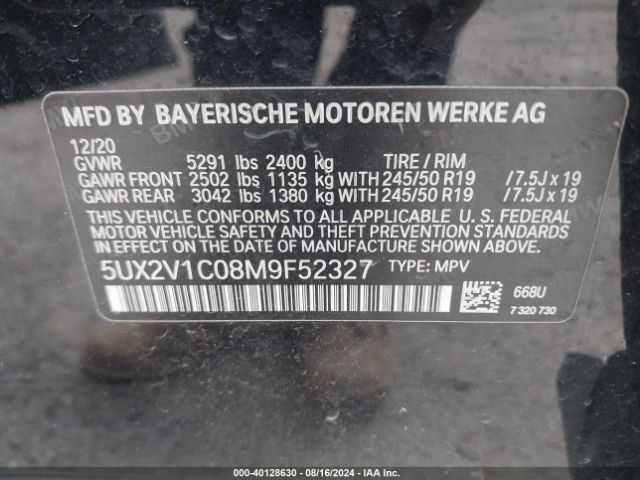 MFD BY BAYERISCHE MOTOREN WERKE AG
12/20
GVWR 5291 lbs 2400 kg TIRE / RIM
GAWR FRONT 2502 lbs 1135 kg WITH 245/50 R19 /7.5J x 19
GAWR REAR 3042 lbs 1380 kg WITH 245/50 R19 /7.5J x 19
THIS VEHICLE CONFORMS TO ALL APPLICABLE U. S. FEDERAL
MOTOR VEHICLE SAFETY AND THEFT PREVENTION STANDARDS
IN EFFECT ON THE DATE OF MANUFACTURE SHOWN ABOVE.
5UX2V1C08M9F52327 TYPE: MPV
668U
7 320 730
000-40128630 - 08/16/2024 - IAA Inc.